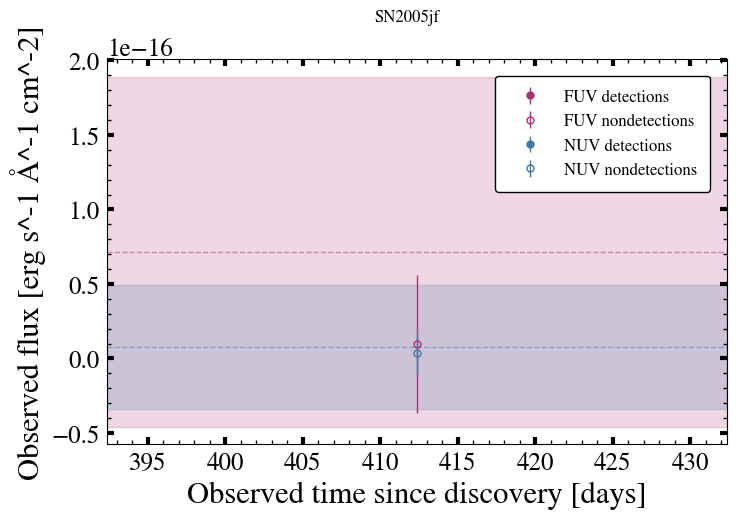 SN2005jf
1e−16
2.0
1.5
1.0
0.5
0.0
−0.5
Observed flux [erg s^-1 Å^-1 cm^-2]
FUV detections
FUV nondetections
NUV detections
NUV nondetections
395 400 405 410 415 420 425 430
Observed time since discovery [days]